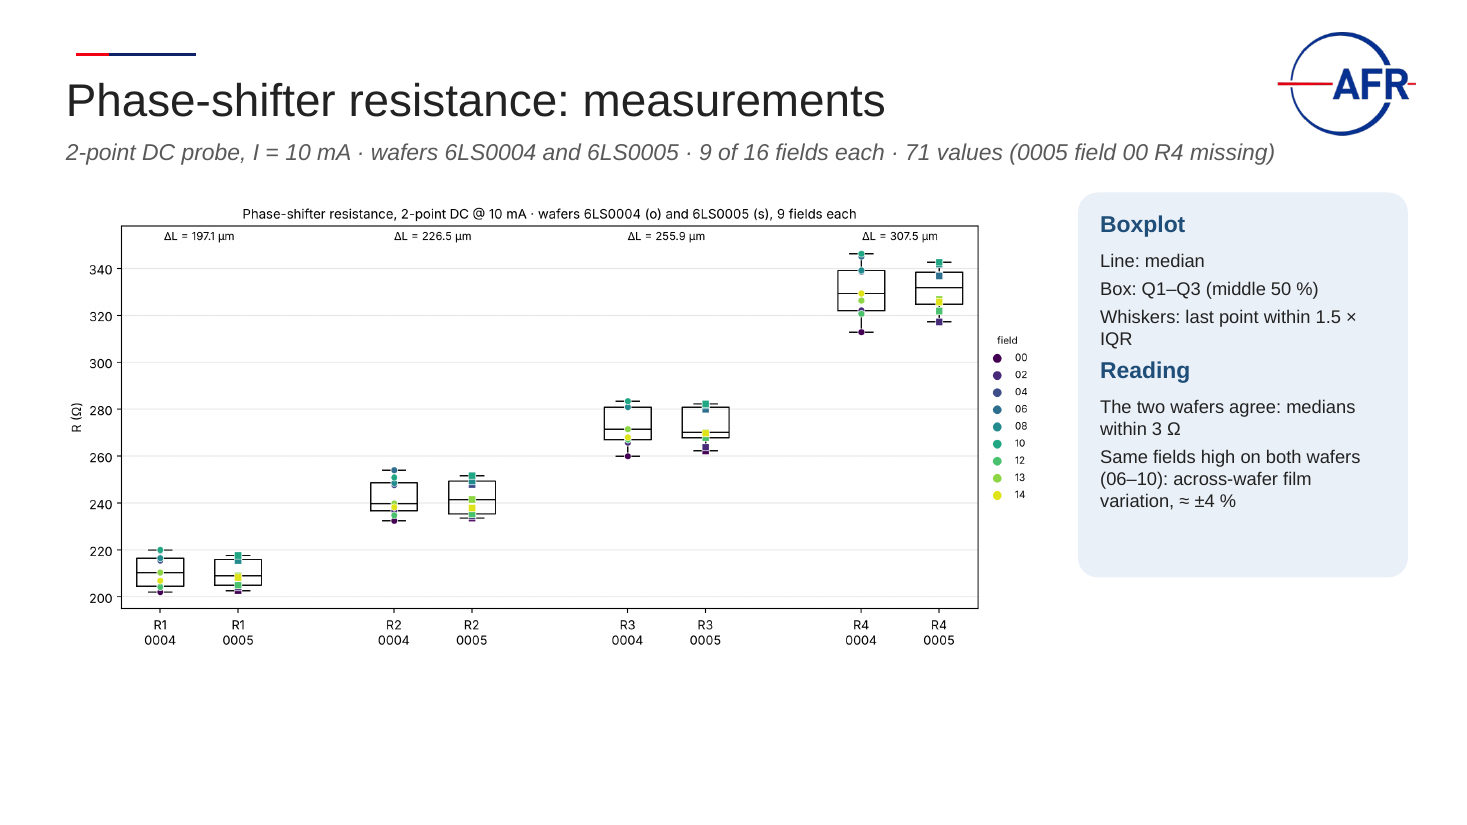 AFR
Phase-shifter resistance: measurements
2-point DC probe, I = 10 mA · wafers 6LS0004 and 6LS0005 · 9 of 16 fields each · 71 values (0005 field 00 R4 missing)
Phase-shifter resistance, 2-point DC @ 10 mA · wafers 6LS0004 (o) and 6LS0005 (s), 9 fields each
ΔL = 197.1 µm
ΔL = 226.5 µm
ΔL = 255.9 µm
ΔL = 307.5 µm
R (Ω)
340
320
300
280
260
240
220
200
R1
0004
R1
0005
R2
0004
R2
0005
R3
0004
R3
0005
R4
0004
R4
0005
field
00
02
04
06
08
10
12
13
14
Boxplot
Line: median
Box: Q1–Q3 (middle 50 %)
Whiskers: last point within 1.5 ×
IQR
Reading
The two wafers agree: medians
within 3 Ω
Same fields high on both wafers
(06–10): across-wafer film
variation, ≈ ±4 %